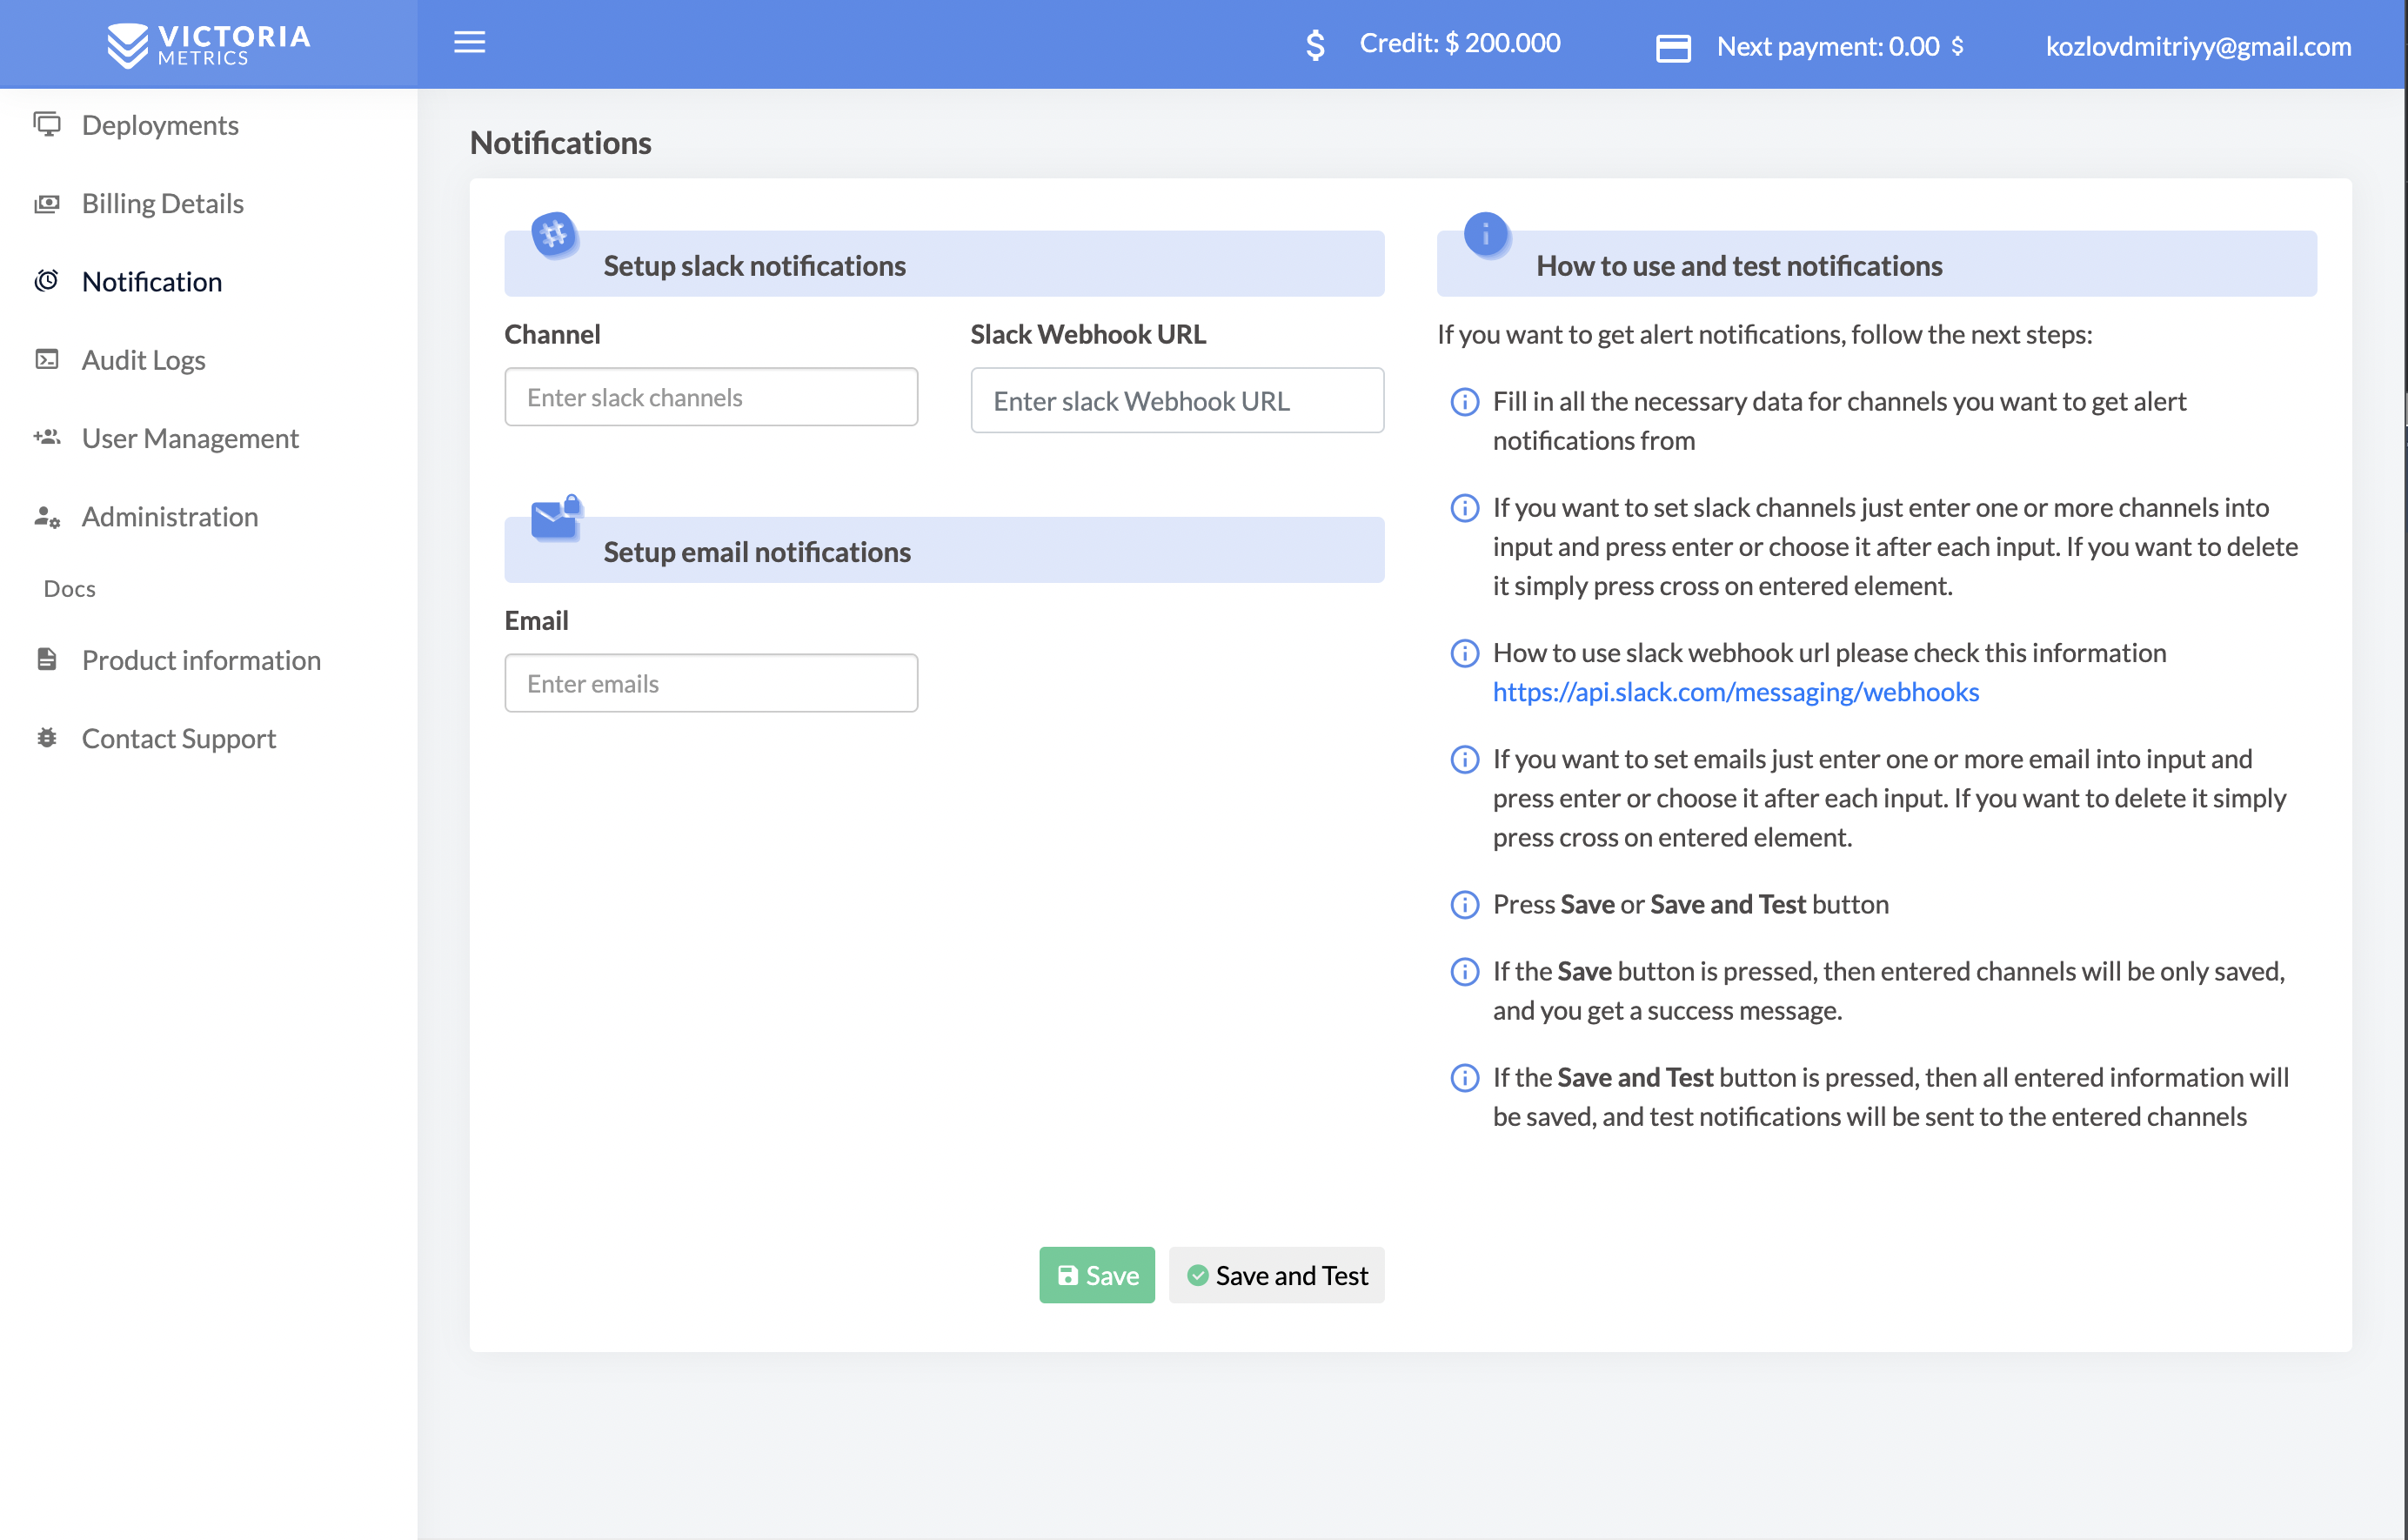 VICTORIA
METRICS
Credit: $ 200.000
Next payment: 0.00 $
kozlovdmitriyy@gmail.com
Deployments
Billing Details
Notification
Audit Logs
User Management
Administration
Docs
Product information
Contact Support
Notifications
Setup slack notifications
Channel
Slack Webhook URL
Enter slack channels
Enter slack Webhook URL
Setup email notifications
Email
Enter emails
Save
Save and Test
How to use and test notifications
If you want to get alert notifications, follow the next steps:
Fill in all the necessary data for channels you want to get alert
notifications from
If you want to set slack channels just enter one or more channels into
input and press enter or choose it after each input. If you want to delete
it simply press cross on entered element.
How to use slack webhook url please check this information
https://api.slack.com/messaging/webhooks
If you want to set emails just enter one or more email into input and
press enter or choose it after each input. If you want to delete it simply
press cross on entered element.
Press Save or Save and Test button
If the Save button is pressed, then entered channels will be only saved,
and you get a success message.
If the Save and Test button is pressed, then all entered information will
be saved, and test notifications will be sent to the entered channels